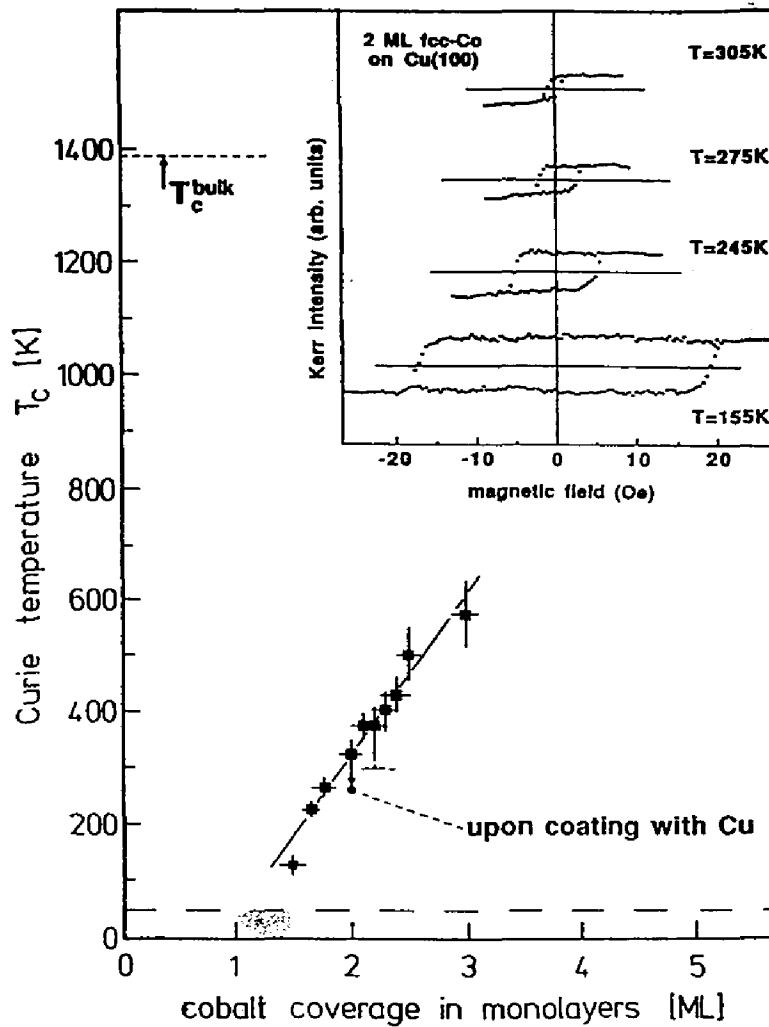 2 ML fcc-Co
on Cu(100)
T=305K
T=275K
T=245K
T=155K
Kerr Intensity (arb. units)
-20
-10
0
10
20
magnetic field (Oe)
1400
1200
1000
800
600
400
200
0
T_c^bulk
Curie temperature T_C [K]
upon coating with Cu
0
1
2
3
4
5
cobalt coverage in monolayers [ML]